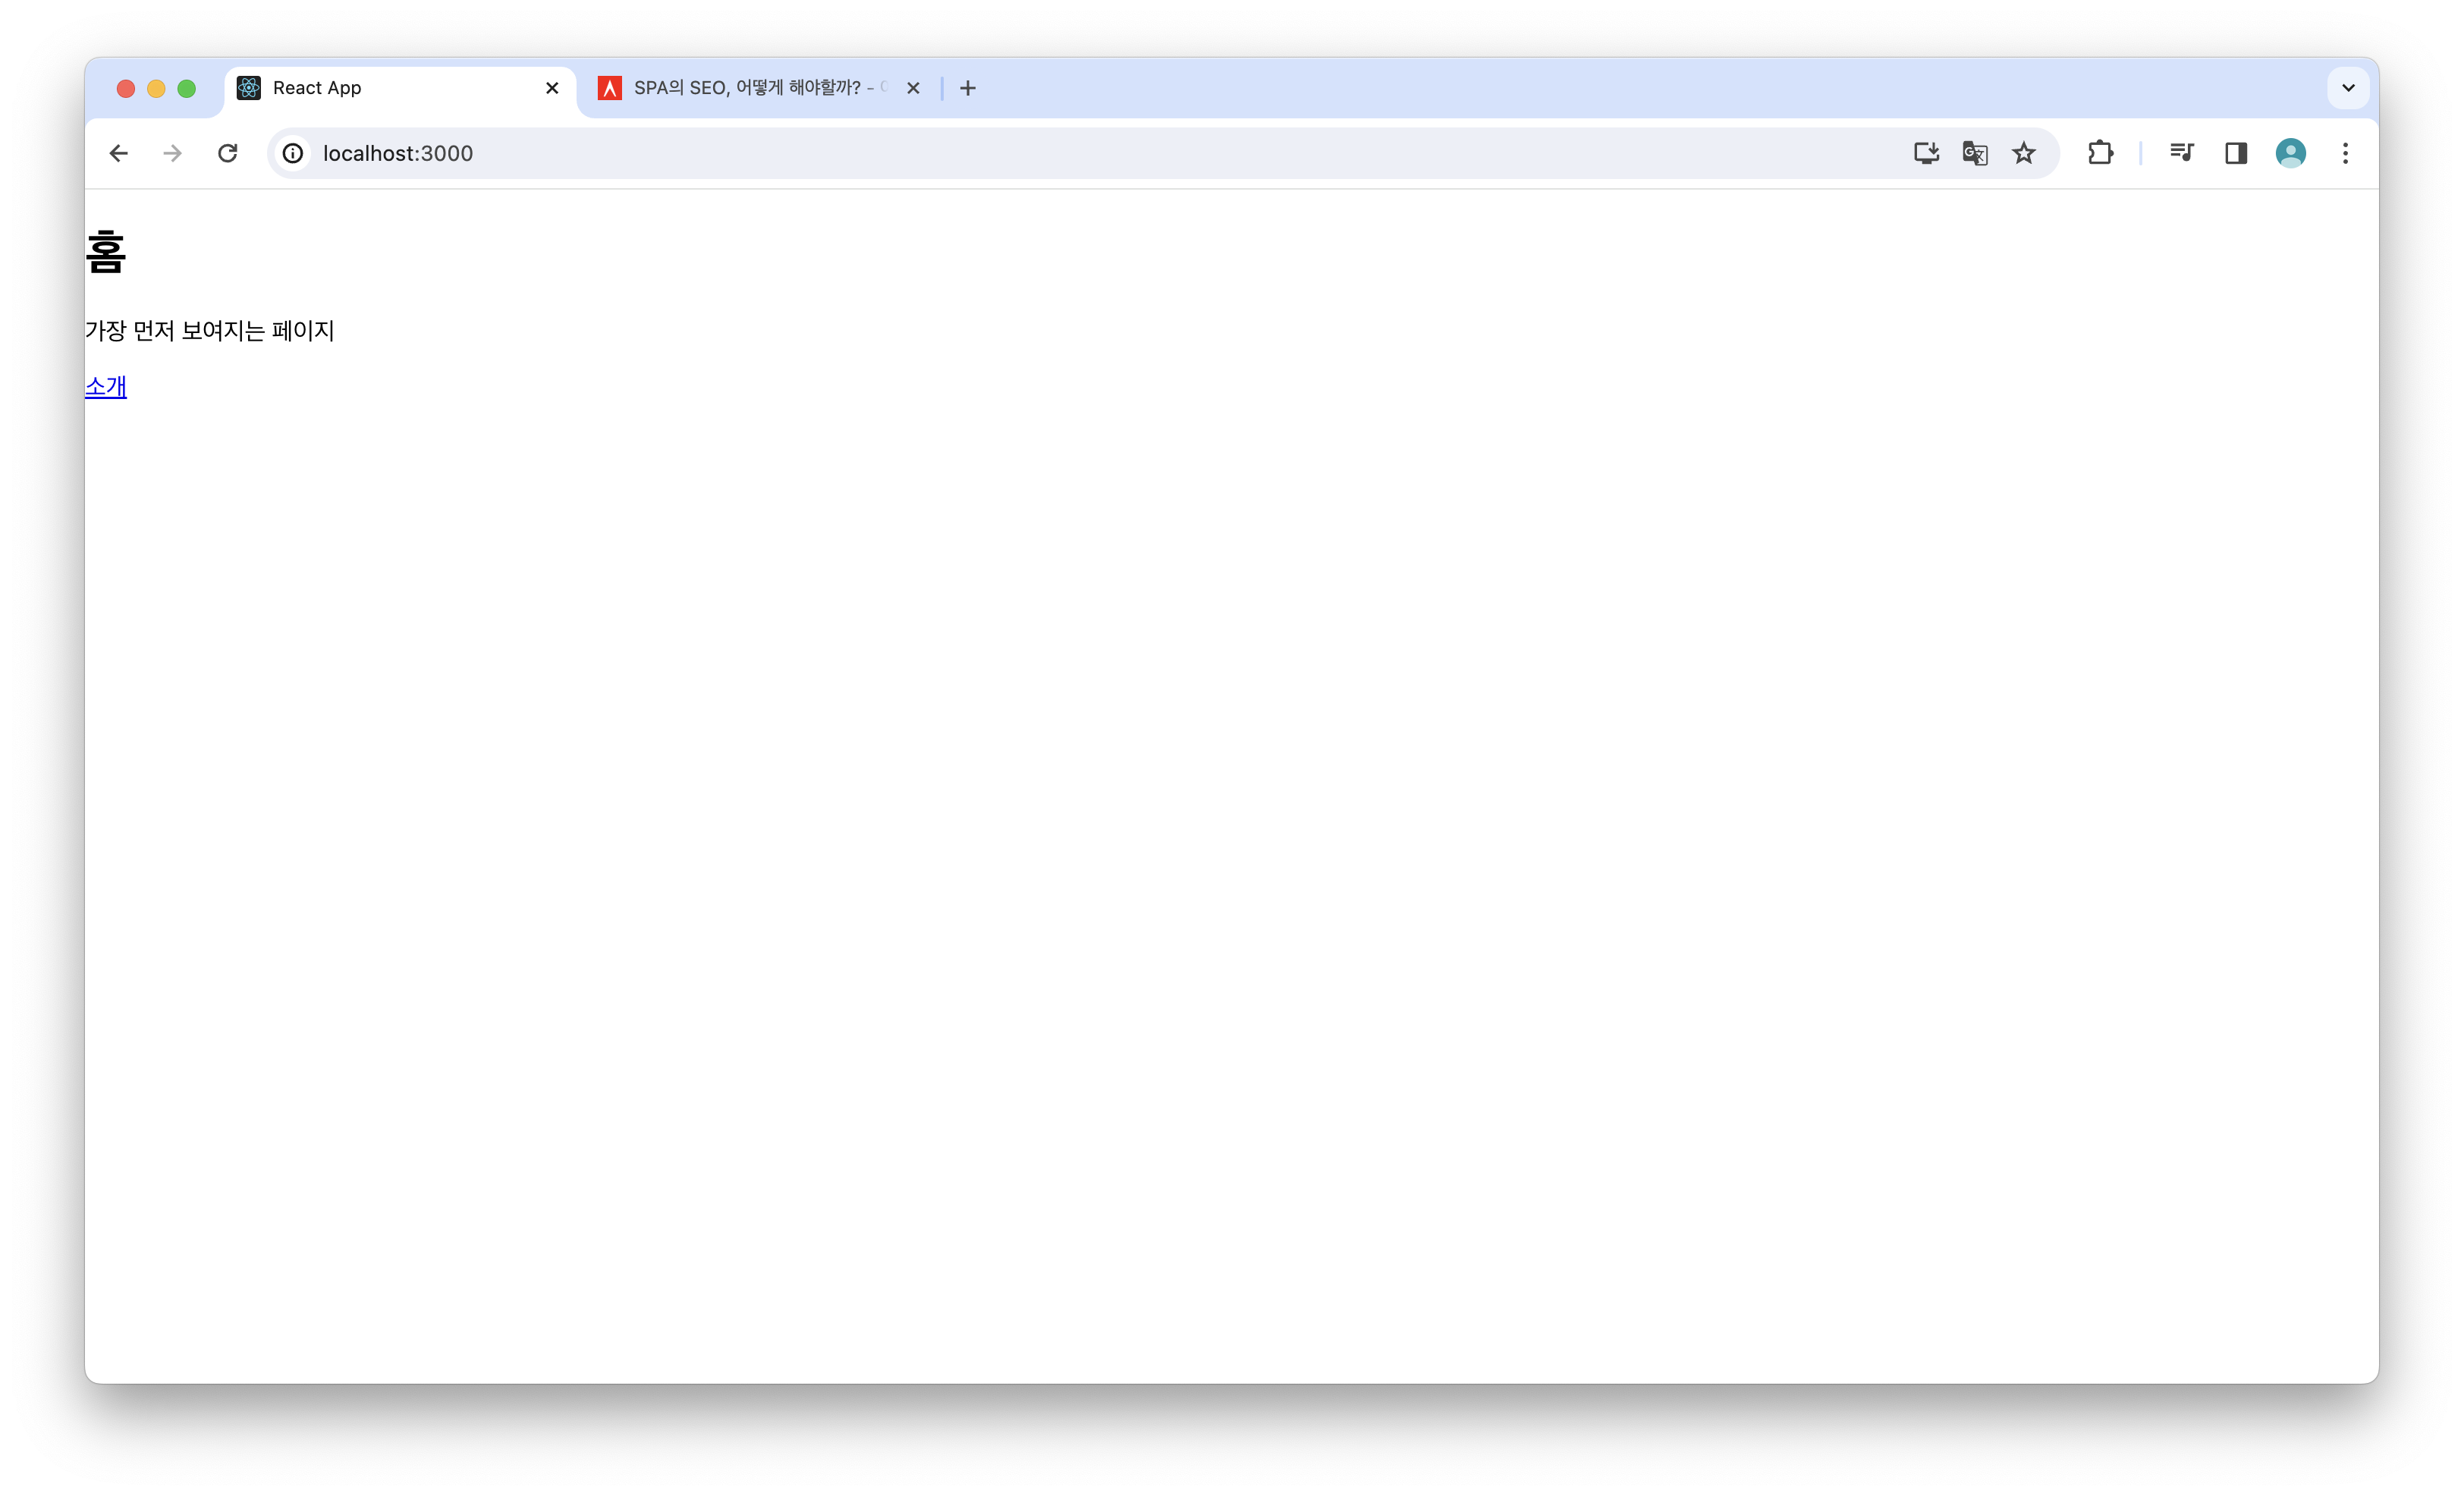 React App
SPA의 SEO, 어떻게 해야할까? -
localhost:3000
홈
가장 먼저 보여지는 페이지
소개